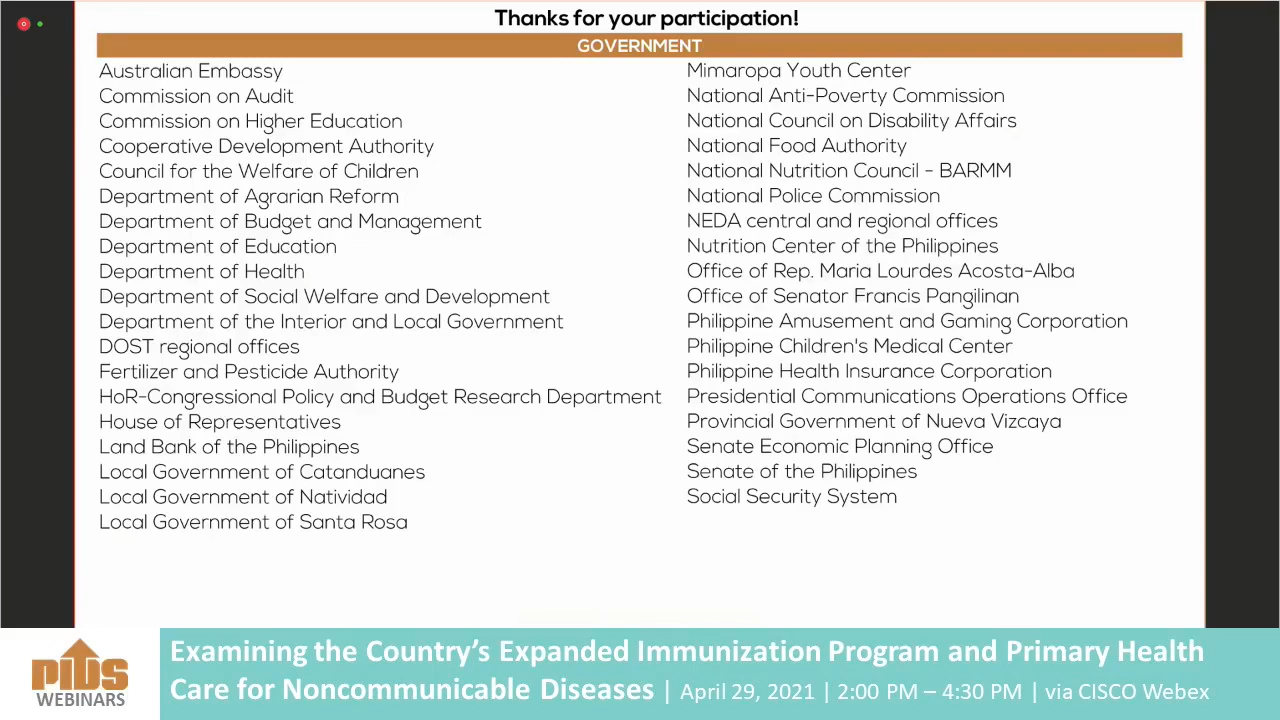 Thanks for your participation!
GOVERNMENT
Australian Embassy
Commission on Audit
Commission on Higher Education
Cooperative Development Authority
Council for the Welfare of Children
Department of Agrarian Reform
Department of Budget and Management
Department of Education
Department of Health
Department of Social Welfare and Development
Department of the Interior and Local Government
DOST regional offices
Fertilizer and Pesticide Authority
HoR-Congressional Policy and Budget Research Department
House of Representatives
Land Bank of the Philippines
Local Government of Catanduanes
Local Government of Natividad
Local Government of Santa Rosa
Mimaropa Youth Center
National Anti-Poverty Commission
National Council on Disability Affairs
National Food Authority
National Nutrition Council - BARMM
National Police Commission
NEDA central and regional offices
Nutrition Center of the Philippines
Office of Rep. Maria Lourdes Acosta-Alba
Office of Senator Francis Pangilinan
Philippine Amusement and Gaming Corporation
Philippine Children's Medical Center
Philippine Health Insurance Corporation
Presidential Communications Operations Office
Provincial Government of Nueva Vizcaya
Senate Economic Planning Office
Senate of the Philippines
Social Security System
PIDS
WEBINARS
Examining the Country’s Expanded Immunization Program and Primary Health
Care for Noncommunicable Diseases | April 29, 2021 | 2:00 PM – 4:30 PM | via CISCO Webex